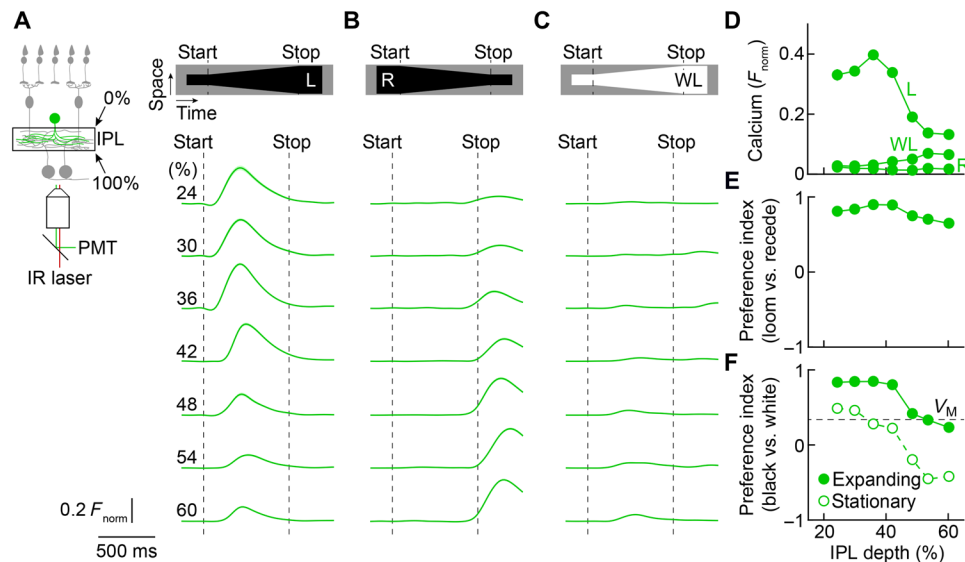 A
0%
IPL
100%
PMT
IR laser
Start
Stop
L
Space
Time
Start
Stop
(%)
24
30
36
42
48
54
60
0.2 Fnorm
500 ms
B
Start
Stop
R
Start
Stop
C
Start
Stop
WL
Start
Stop
D
Calcium (Fnorm)
0.4
0.2
0
L
WL
R
E
Preference index
(loom vs. recede)
1
0
–1
F
Preference index
(black vs. white)
1
0
–1
VM
Expanding
Stationary
20
40
60
IPL depth (%)